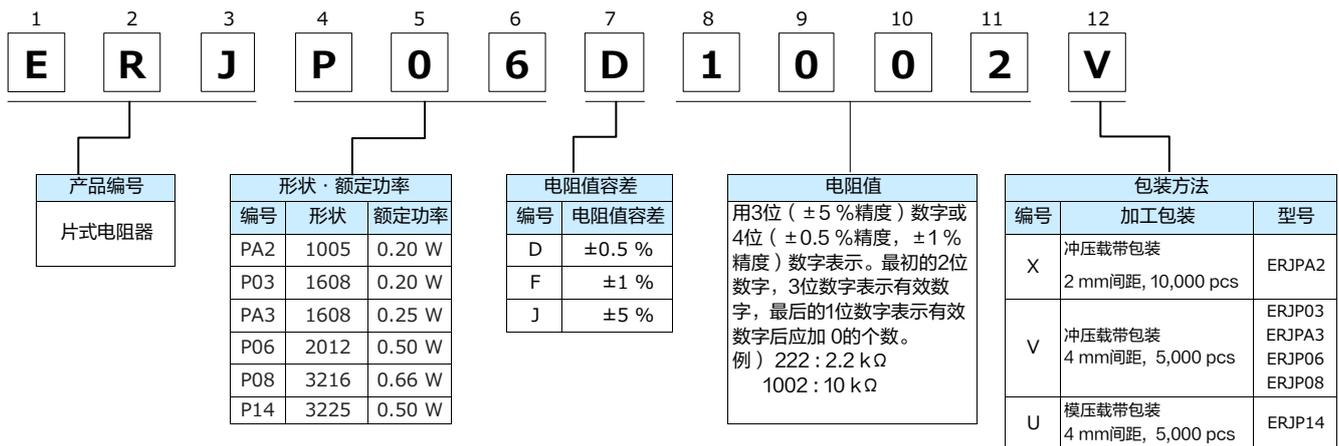 1 2 3 4 5 6 7 8 9 10 11 12
E R J P 0 6 D 1 0 0 2 V
产品编号
片式电阻器
形状 · 额定功率
编号 形状 额定功率
PA2 1005 0.20 W
P03 1608 0.20 W
PA3 1608 0.25 W
P06 2012 0.50 W
P08 3216 0.66 W
P14 3225 0.50 W
电阻值容差
编号 电阻值容差
D ±0.5 %
F ±1 %
J ±5 %
电阻值
用3位（ ±5 %精度 ）数字或
4位（ ±0.5 %精度，±1 %
精度 ）数字表示。最初的2位
数字，3位数字表示有效数
字，最后的1位数字表示有效
数字后应加 0的个数。
例 ）222 : 2.2 kΩ
1002 : 10 kΩ
包装方法
编号 加工包装 型号
X
冲压载带包装
2 mm间距, 10,000 pcs
ERJPA2
V
冲压载带包装
4 mm间距, 5,000 pcs
ERJP03
ERJPA3
ERJP06
ERJP08
U
模压载带包装
4 mm间距, 5,000 pcs
ERJP14